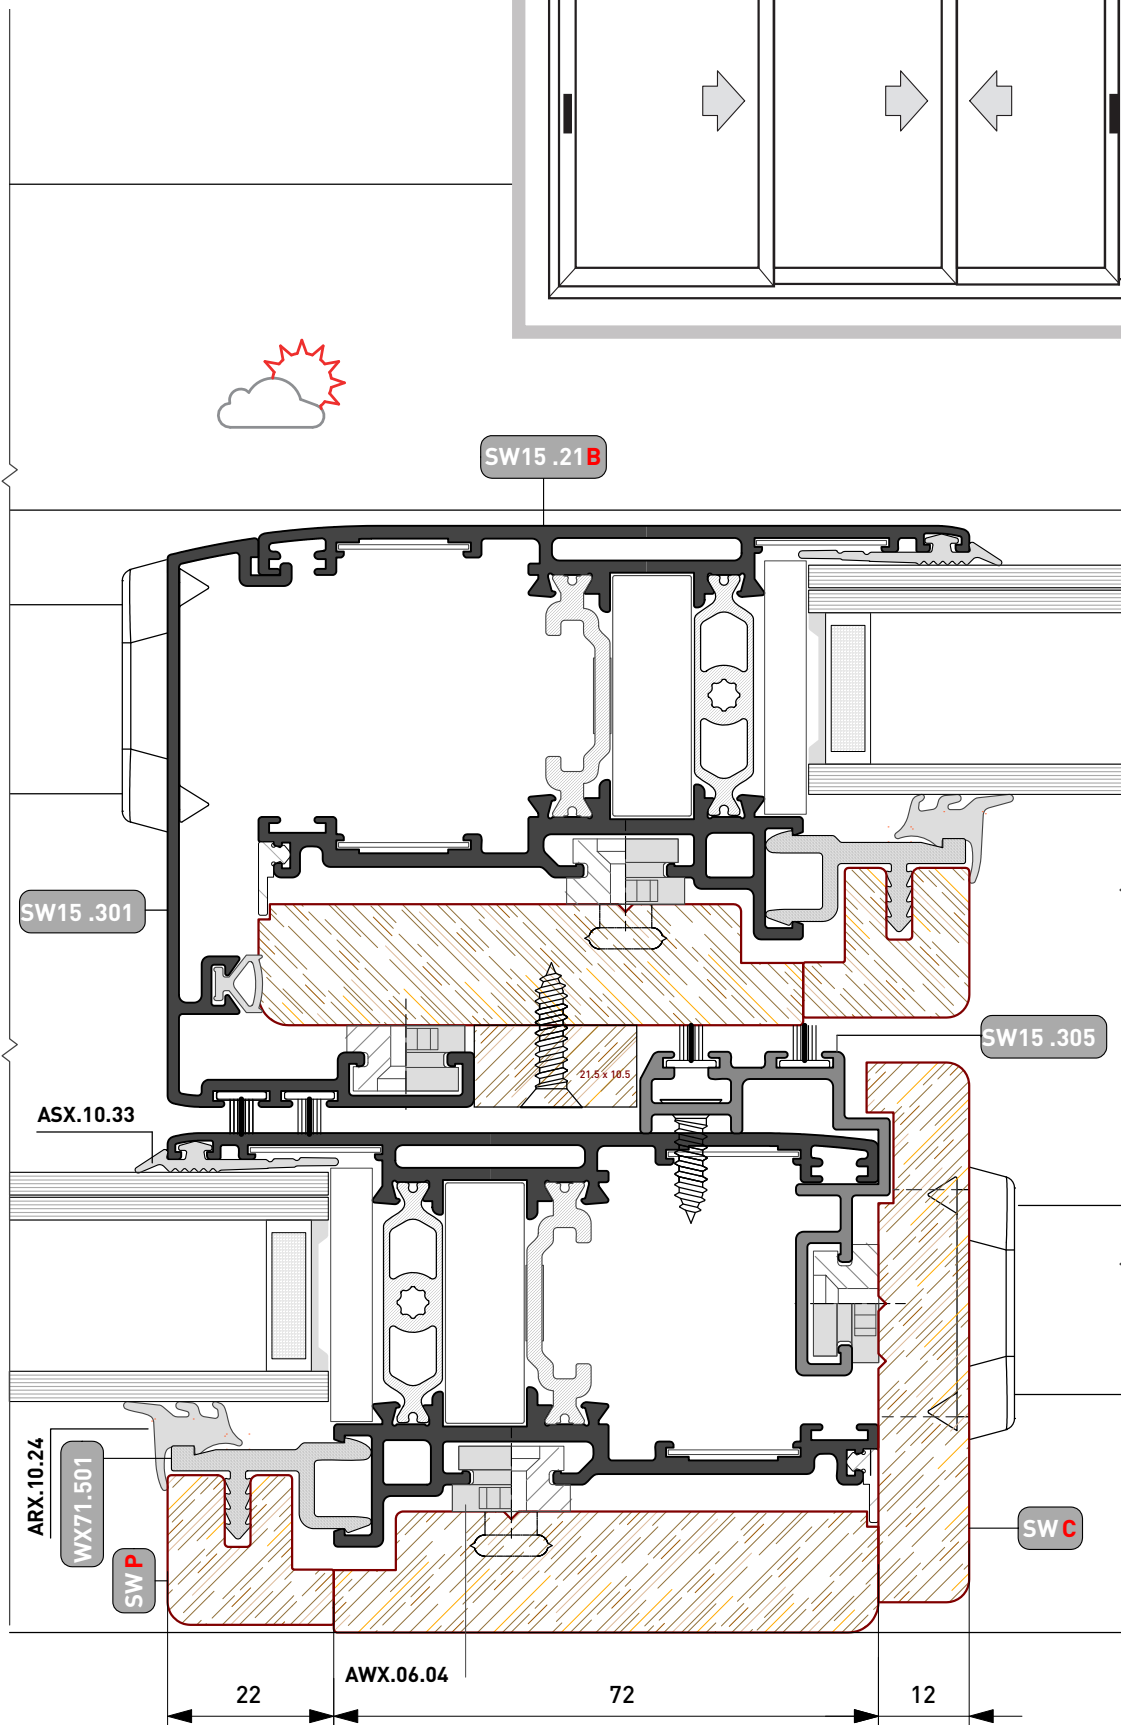 SW15 .21B
SW15 .301
SW15 .305
21.5 x 10.5
ASX.10.33
ARX.10.24
WX71.501
SW P
SW C
AWX.06.04
22
72
12